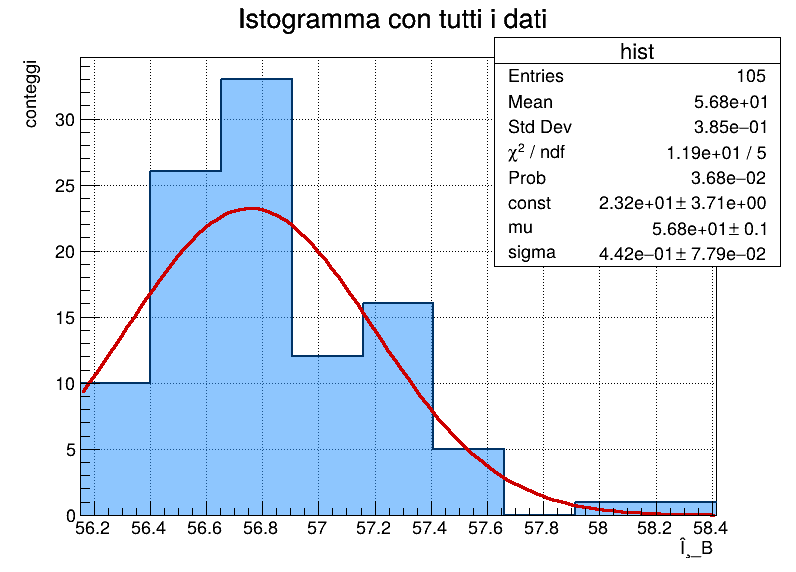 Istogramma con tutti i dati
hist
Entries 105
Mean 5.68e+01
Std Dev 3.85e−01
χ² / ndf 1.19e+01 / 5
Prob 3.68e−02
const 2.32e+01 ± 3.71e+00
mu 5.68e+01 ± 0.1
sigma 4.42e−01 ± 7.79e−02
conteggi
30
25
20
15
10
5
0
56.2 56.4 56.6 56.8 57 57.2 57.4 57.6 57.8 58 58.2 58.4
Î¸_B